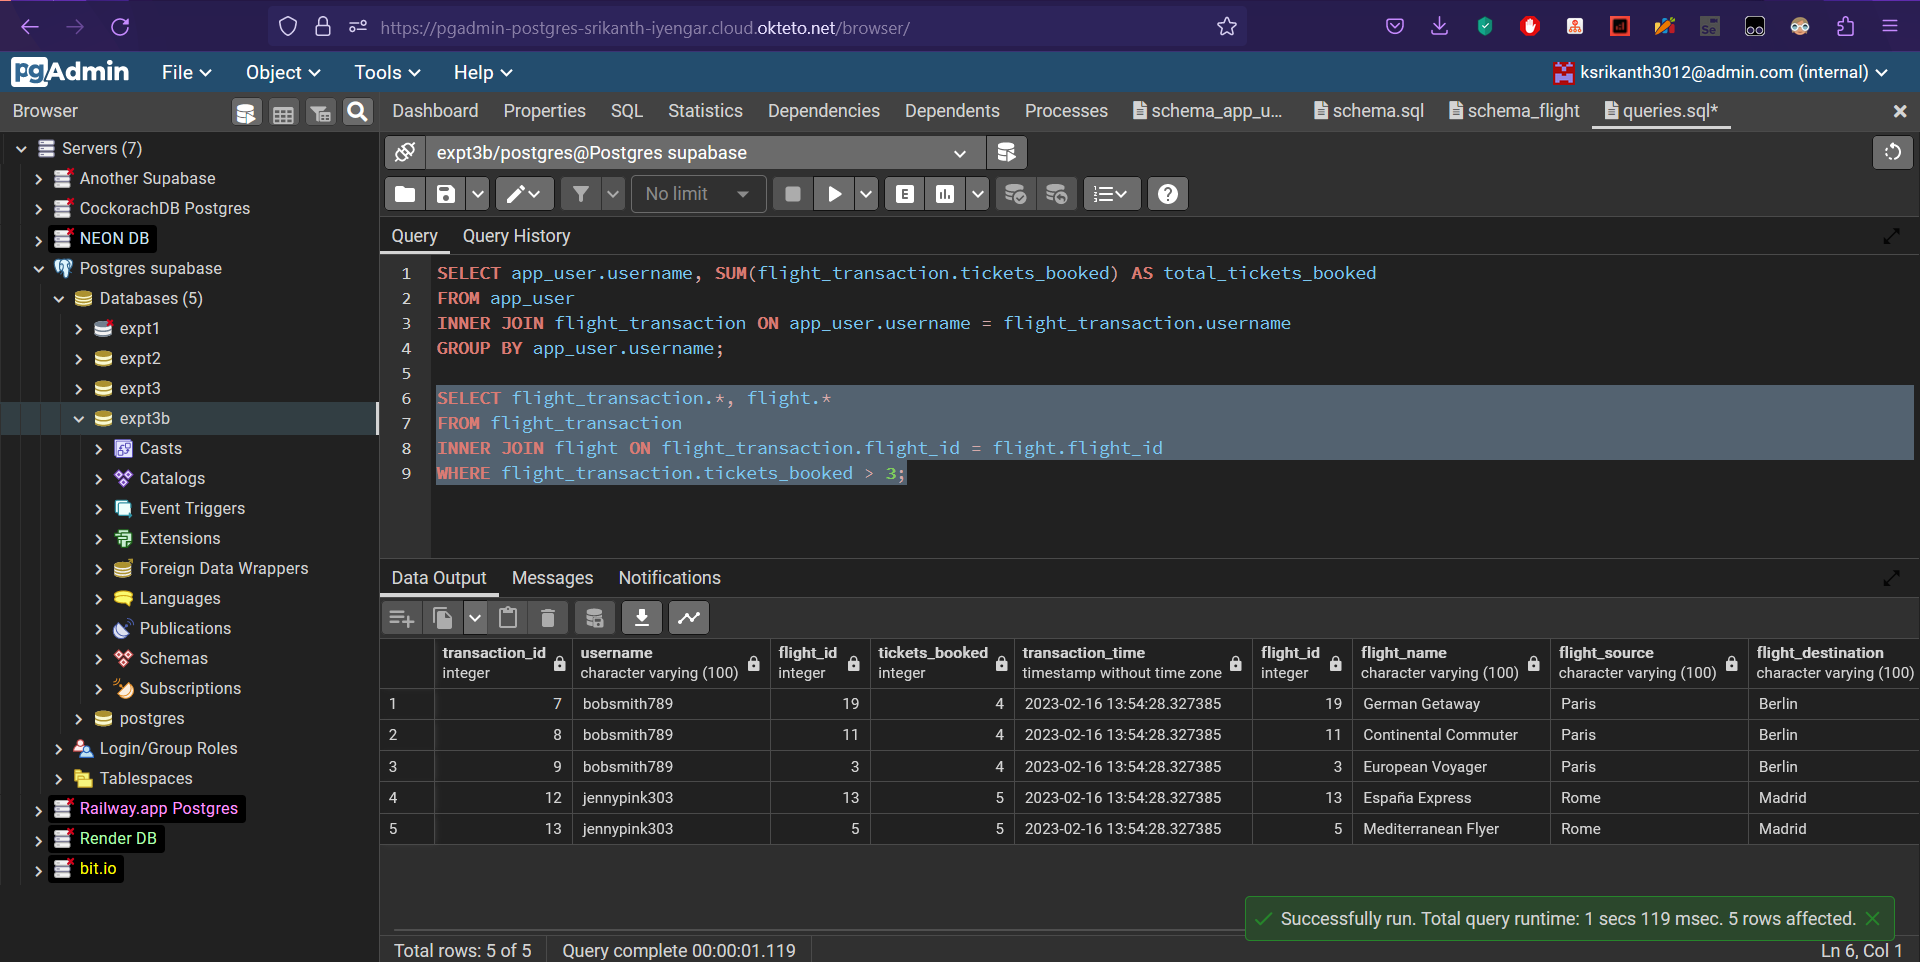 https://pgadmin-postgres-srikanth-iyengar.cloud.okteto.net/browser/
pgAdmin File Object Tools Help ksrikanth3012@admin.com (internal)
Browser
Dashboard Properties SQL Statistics Dependencies Dependents Processes schema_app_u... schema.sql schema_flight queries.sql*
Servers (7)
Another Supabase
CockorachDB Postgres
NEON DB
Postgres supabase
Databases (5)
expt1
expt2
expt3
expt3b
Casts
Catalogs
Event Triggers
Extensions
Foreign Data Wrappers
Languages
Publications
Schemas
Subscriptions
postgres
Login/Group Roles
Tablespaces
Railway.app Postgres
Render DB
bit.io
expt3b/postgres@Postgres supabase
No limit
E
Query Query History
1 SELECT app_user.username, SUM(flight_transaction.tickets_booked) AS total_tickets_booked
2 FROM app_user
3 INNER JOIN flight_transaction ON app_user.username = flight_transaction.username
4 GROUP BY app_user.username;
5
6 SELECT flight_transaction.*, flight.*
7 FROM flight_transaction
8 INNER JOIN flight ON flight_transaction.flight_id = flight.flight_id
9 WHERE flight_transaction.tickets_booked > 3;
Data Output Messages Notifications
transaction_id username flight_id tickets_booked transaction_time flight_id flight_name flight_source flight_destination
integer character varying (100) integer integer timestamp without time zone integer character varying (100) character varying (100) character varying (100)
1 7 bobsmith789 19 4 2023-02-16 13:54:28.327385 19 German Getaway Paris Berlin
2 8 bobsmith789 11 4 2023-02-16 13:54:28.327385 11 Continental Commuter Paris Berlin
3 9 bobsmith789 3 4 2023-02-16 13:54:28.327385 3 European Voyager Paris Berlin
4 12 jennypink303 13 5 2023-02-16 13:54:28.327385 13 España Express Rome Madrid
5 13 jennypink303 5 5 2023-02-16 13:54:28.327385 5 Mediterranean Flyer Rome Madrid
Successfully run. Total query runtime: 1 secs 119 msec. 5 rows affected.
Total rows: 5 of 5 Query complete 00:00:01.119 Ln 6, Col 1